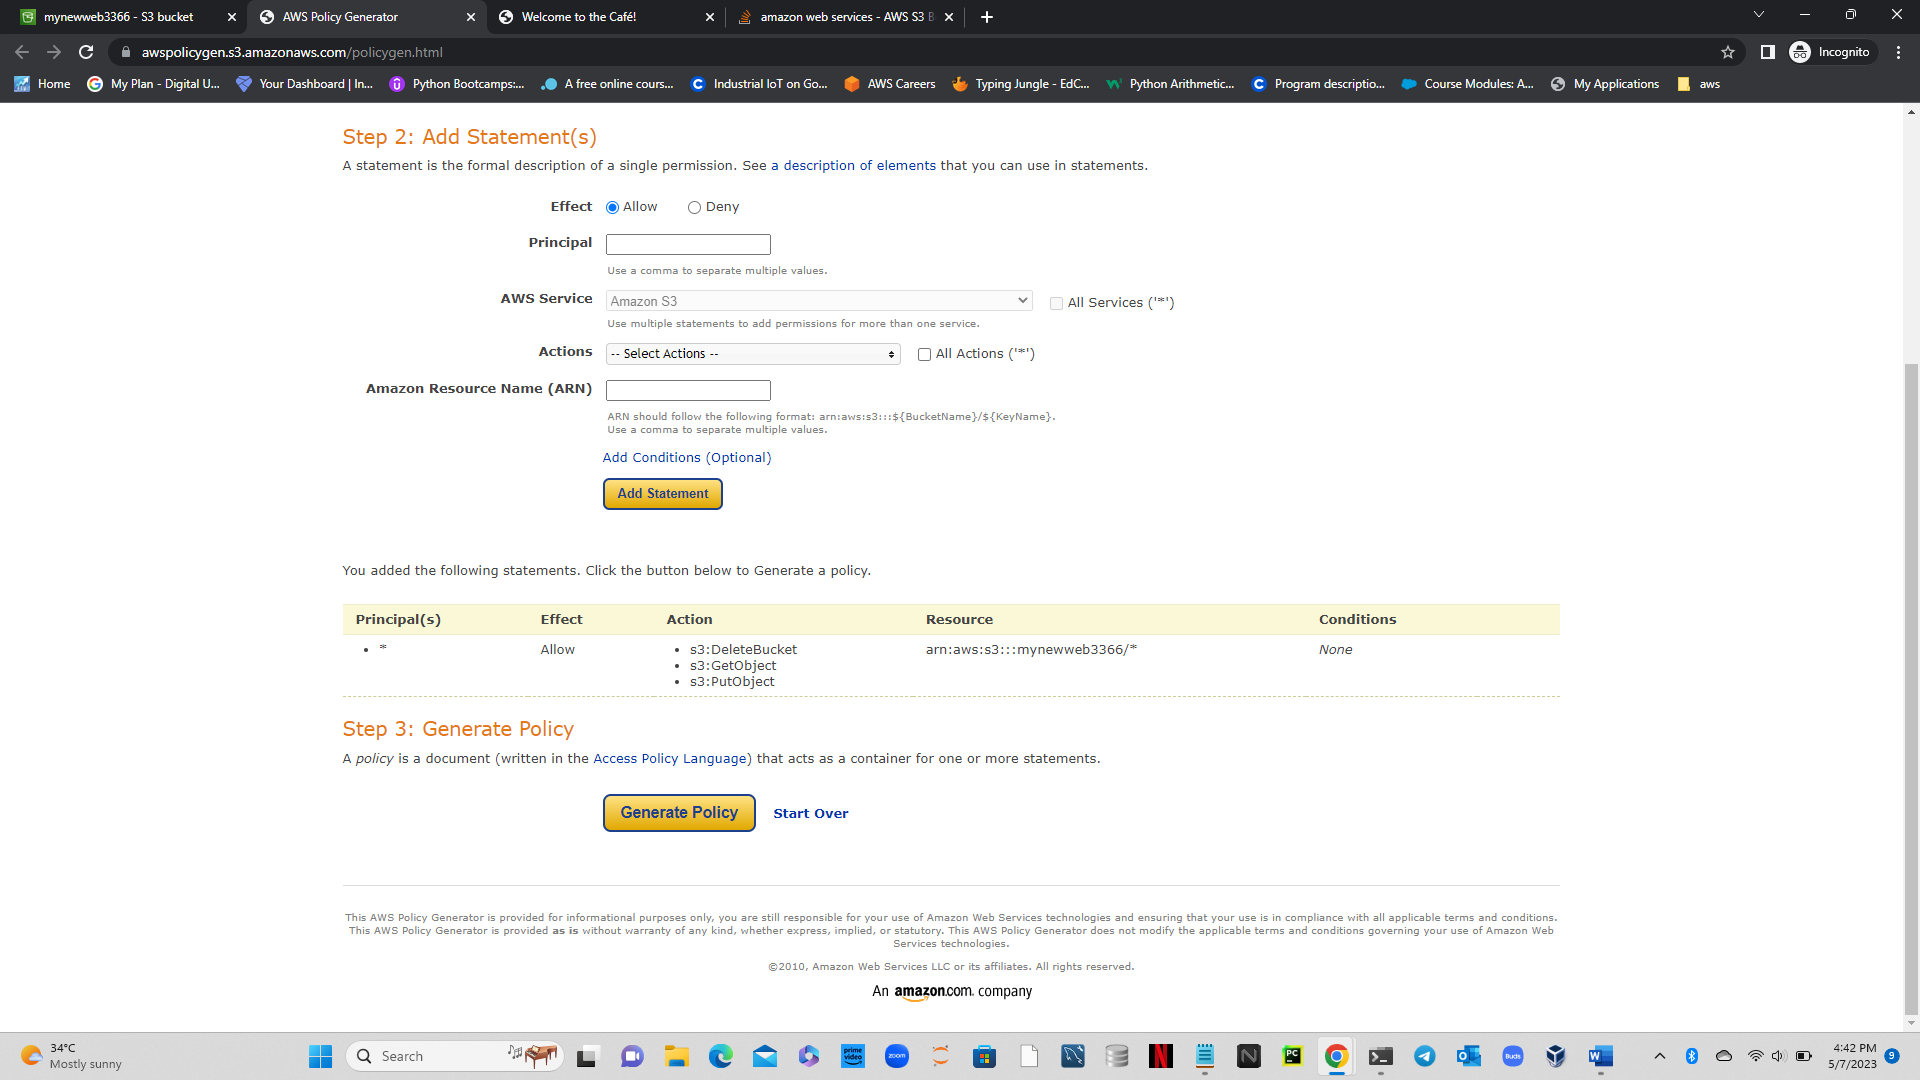 mynewweb3366 - S3 bucket
AWS Policy Generator
Welcome to the Café!
amazon web services - AWS S3 B
awspolicygen.s3.amazonaws.com/policygen.html
Incognito
Home
My Plan - Digital U...
Your Dashboard | In...
Python Bootcamps:...
A free online cours...
Industrial IoT on Go...
AWS Careers
Typing Jungle - EdC...
Python Arithmetic...
Program descriptio...
Course Modules: A...
My Applications
aws
Step 2: Add Statement(s)
A statement is the formal description of a single permission. See a description of elements that you can use in statements.
Effect Allow Deny
Principal
Use a comma to separate multiple values.
AWS Service Amazon S3 All Services ('*')
Use multiple statements to add permissions for more than one service.
Actions -- Select Actions -- All Actions ('*')
Amazon Resource Name (ARN)
ARN should follow the following format: arn:aws:s3:::${BucketName}/${KeyName}.
Use a comma to separate multiple values.
Add Conditions (Optional)
Add Statement
You added the following statements. Click the button below to Generate a policy.
Principal(s) Effect Action Resource Conditions
• * Allow • s3:DeleteBucket arn:aws:s3:::mynewweb3366/* None
• s3:GetObject
• s3:PutObject
Step 3: Generate Policy
A policy is a document (written in the Access Policy Language) that acts as a container for one or more statements.
Generate Policy Start Over
This AWS Policy Generator is provided for informational purposes only, you are still responsible for your use of Amazon Web Services technologies and ensuring that your use is in compliance with all applicable terms and conditions.
This AWS Policy Generator is provided as is without warranty of any kind, whether express, implied, or statutory. This AWS Policy Generator does not modify the applicable terms and conditions governing your use of Amazon Web
Services technologies.
©2010, Amazon Web Services LLC or its affiliates. All rights reserved.
An amazon.com. company
34°C
Mostly sunny
Search
prime video
zoom
PC
Buds
W
4:42 PM
5/7/2023
9